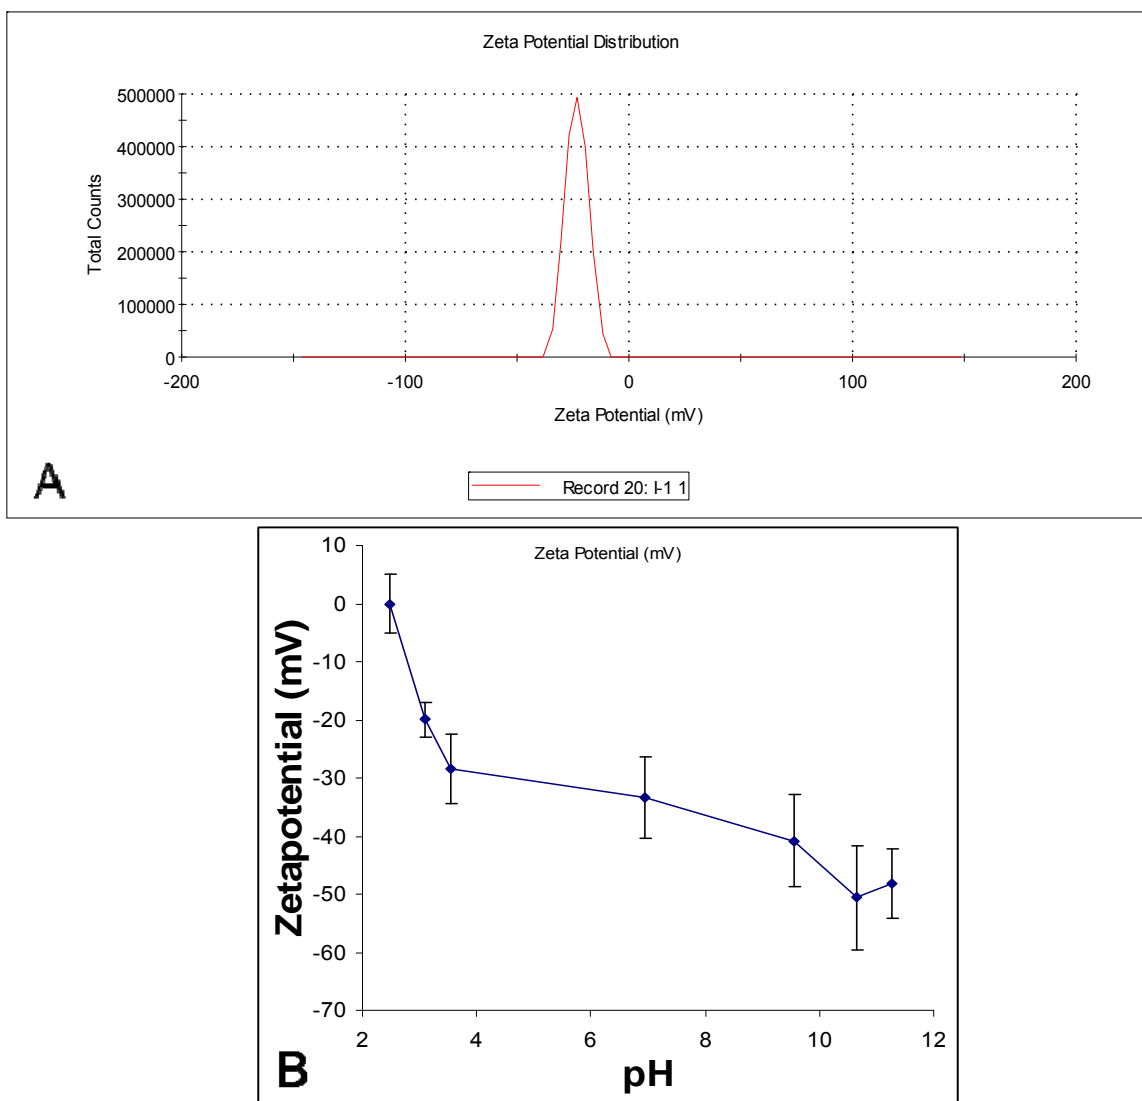 Zeta Potential Distribution
500000
400000
300000
200000
100000
0
Total Counts
-200 -100 0 100 200
Zeta Potential (mV)
A
Record 20: I-1 1
Zeta Potential (mV)
10
0
-10
-20
-30
-40
-50
-60
-70
Zetapotential (mV)
2 4 6 8 10 12
B pH